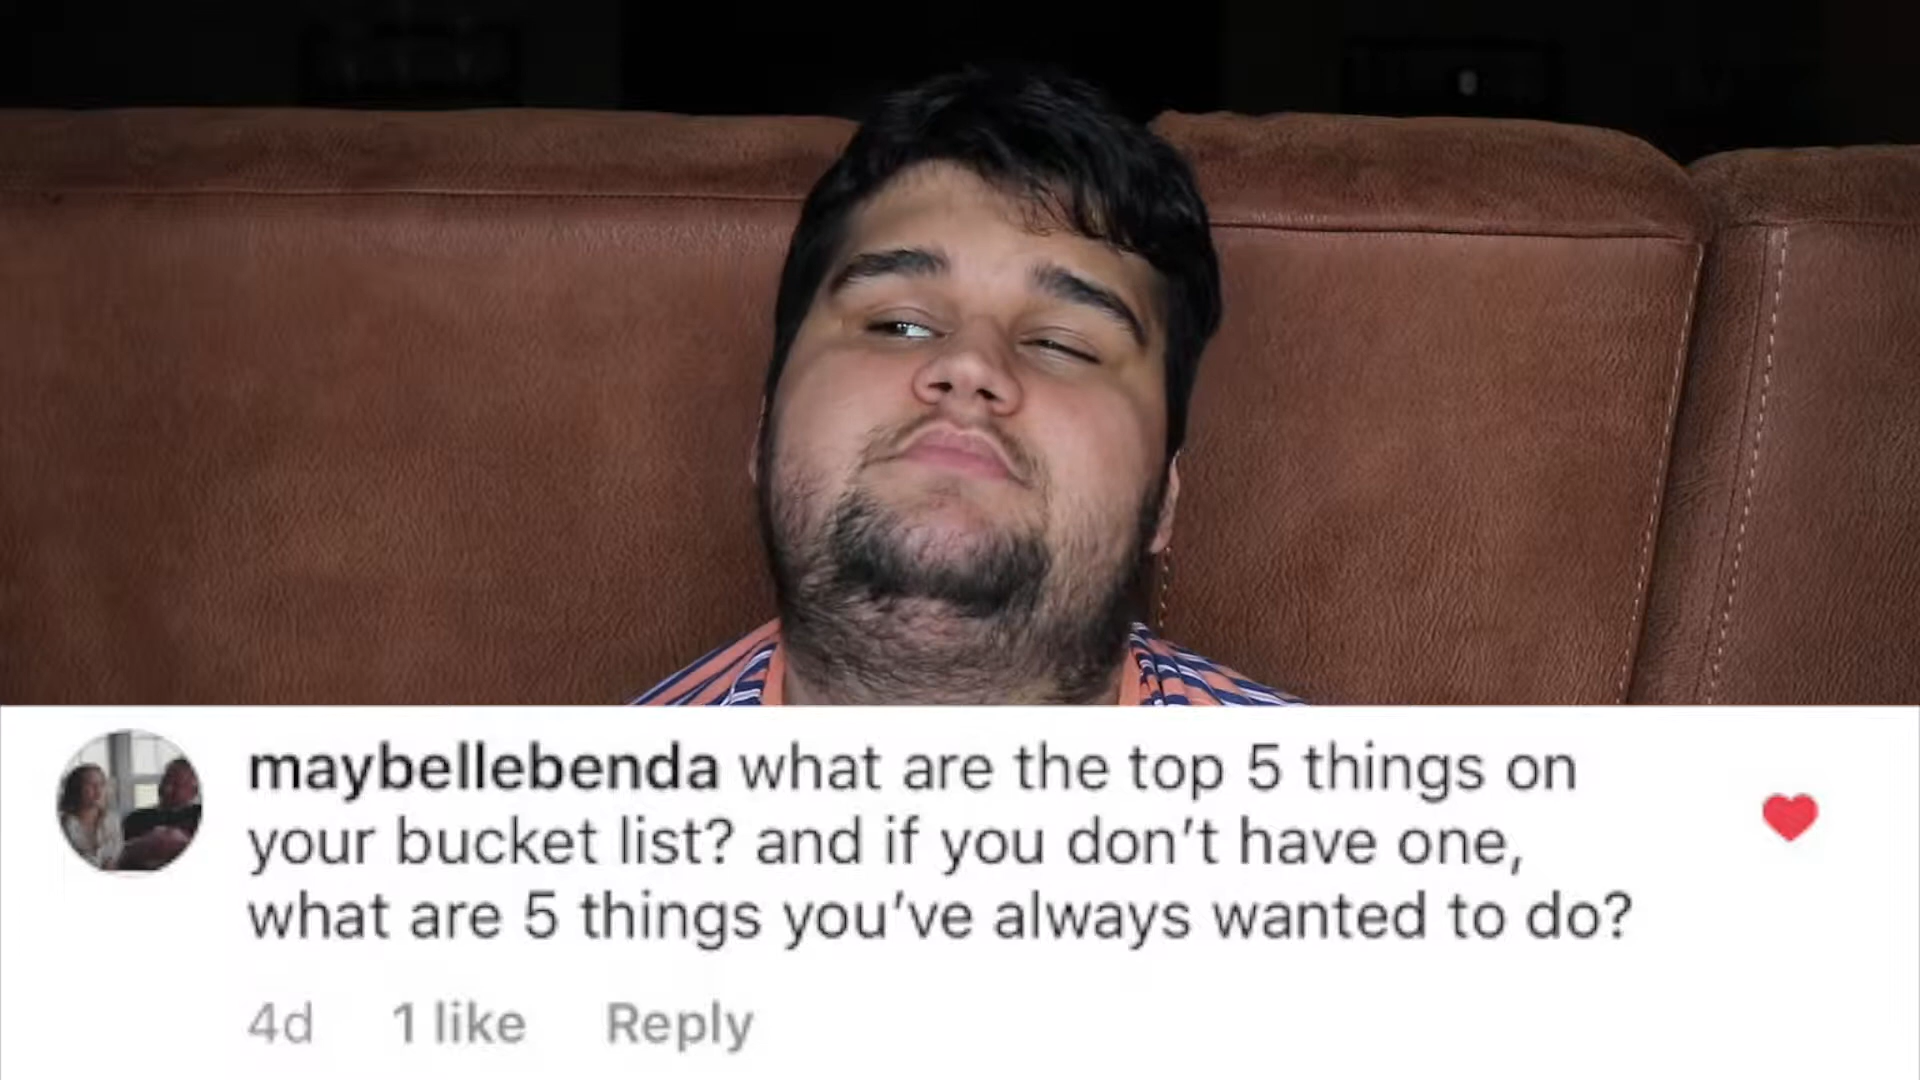 maybellebenda what are the top 5 things on
your bucket list? and if you don't have one,
what are 5 things you've always wanted to do?
4d 1 like Reply